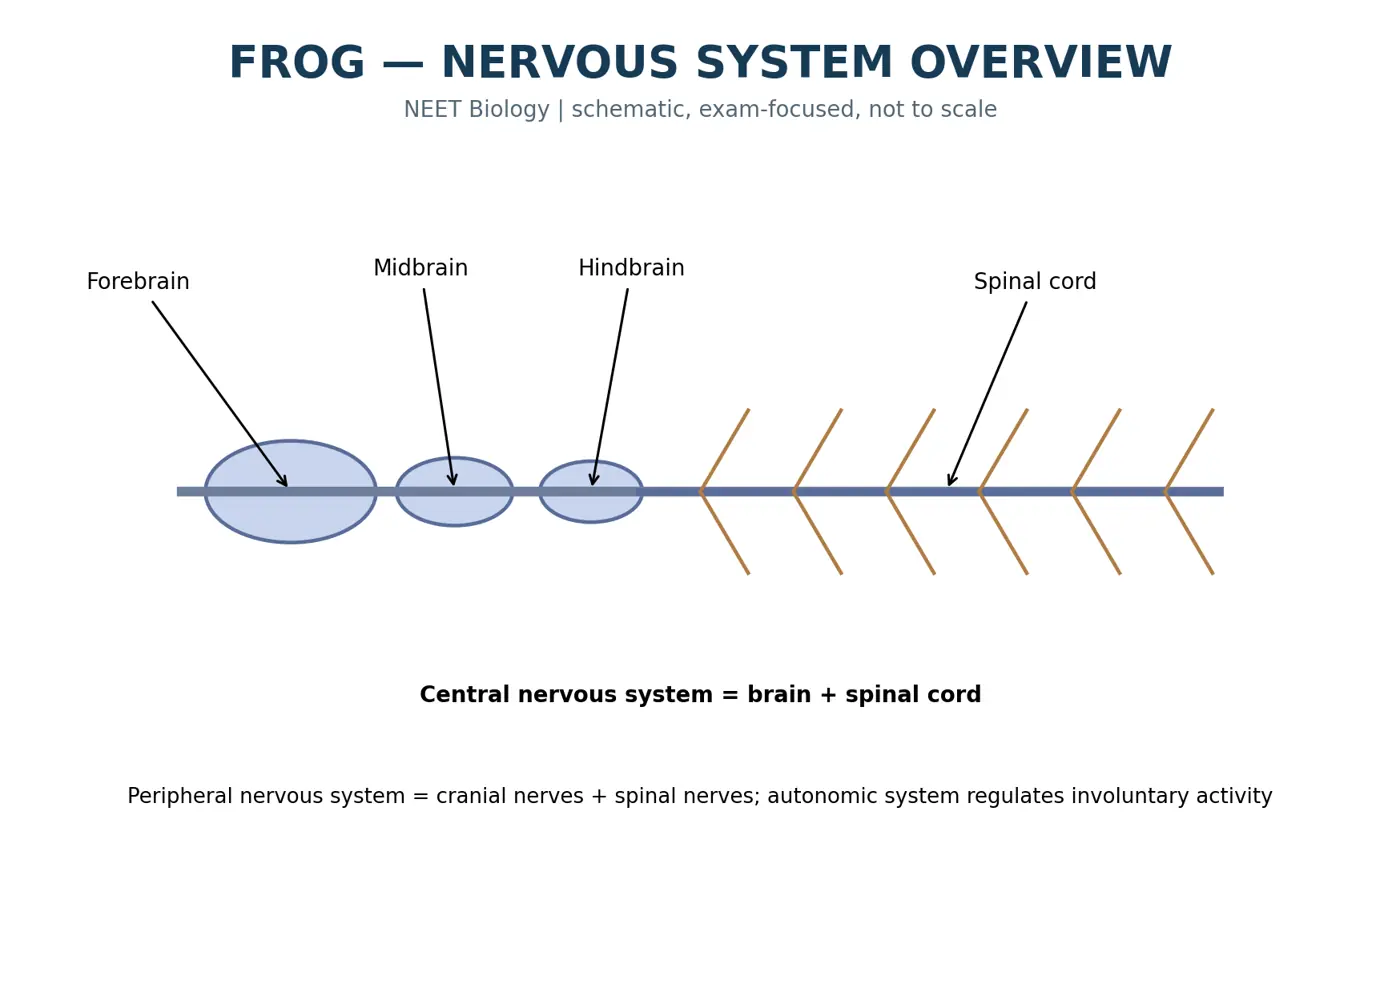 FROG — NERVOUS SYSTEM OVERVIEW
NEET Biology | schematic, exam-focused, not to scale
Forebrain
Midbrain
Hindbrain
Spinal cord
Central nervous system = brain + spinal cord
Peripheral nervous system = cranial nerves + spinal nerves; autonomic system regulates involuntary activity